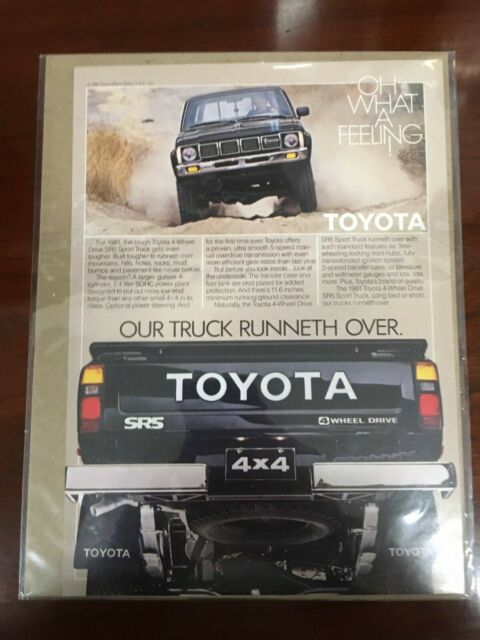 OH
WHAT
A
FEELING!
TOYOTA
TOYOTA
For 1981, the tough Toyota 4 Wheel
Drive SR5 Sport Truck gets even
tougher. Built tougher to runneth over
mountains, hills, holes, rocks, mud,
bumps and pavement like never before.
The reason? A larger, gutsier 4-
cylinder, 2.4 liter SOHC power plant
designed to put out more low end
torque than any other small 4x4 in its
class. Optional power steering. And
for the first time ever, Toyota offers
a proven, ultra smooth 5-speed man-
ual overdrive transmission with even
more efficient gear ratios than last year.
But before you look inside... look at
the underside. The transfer case and
fuel tank are skid plated for added
protection. And there's 11.6 inches
minimum running ground clearance.
Naturally, the Toyota 4-Wheel Drive
SR5 Sport Truck runneth over with
such standard features as, free-
wheeling locking front hubs, fully
transistorized ignition system,
2-speed transfer case, oil pressure
and voltmeter gauges and lots, lots
more. Plus, Toyota's brand of quality.
The 1981 Toyota 4-Wheel Drive
SR5 Sport Truck. Long bed or short,
our trucks runneth over.
OUR TRUCK RUNNETH OVER.
TOYOTA
SR5
4 WHEEL DRIVE
4x4
TOYOTA
TOYOTA